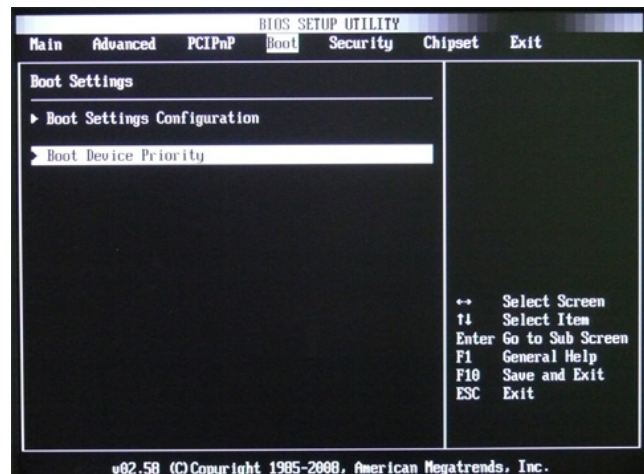 BIOS SETUP UTILITY
Main Advanced PCIPnP Boot Security Chipset Exit
Boot Settings
▶ Boot Settings Configuration
▶ Boot Device Priority
↔ Select Screen
↑↓ Select Item
Enter Go to Sub Screen
F1 General Help
F10 Save and Exit
ESC Exit
v02.58 (C)Copyright 1985-2008, American Megatrends, Inc.